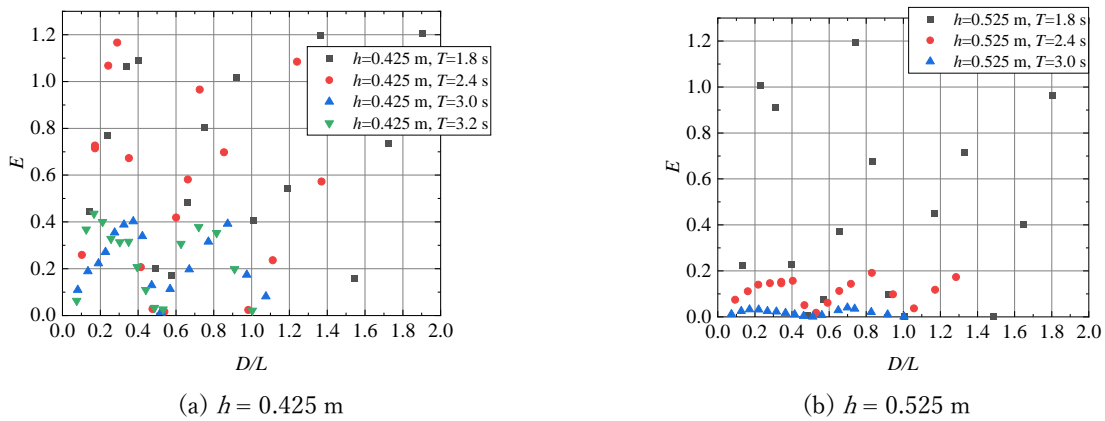 1.2
1.0
0.8
0.6
0.4
0.2
0.0
E
0.0 0.2 0.4 0.6 0.8 1.0 1.2 1.4 1.6 1.8 2.0
D/L
h=0.425 m, T=1.8 s
h=0.425 m, T=2.4 s
h=0.425 m, T=3.0 s
h=0.425 m, T=3.2 s
(a) h = 0.425 m
1.2
1.0
0.8
0.6
0.4
0.2
0.0
E
0.0 0.2 0.4 0.6 0.8 1.0 1.2 1.4 1.6 1.8 2.0
D/L
h=0.525 m, T=1.8 s
h=0.525 m, T=2.4 s
h=0.525 m, T=3.0 s
(b) h = 0.525 m